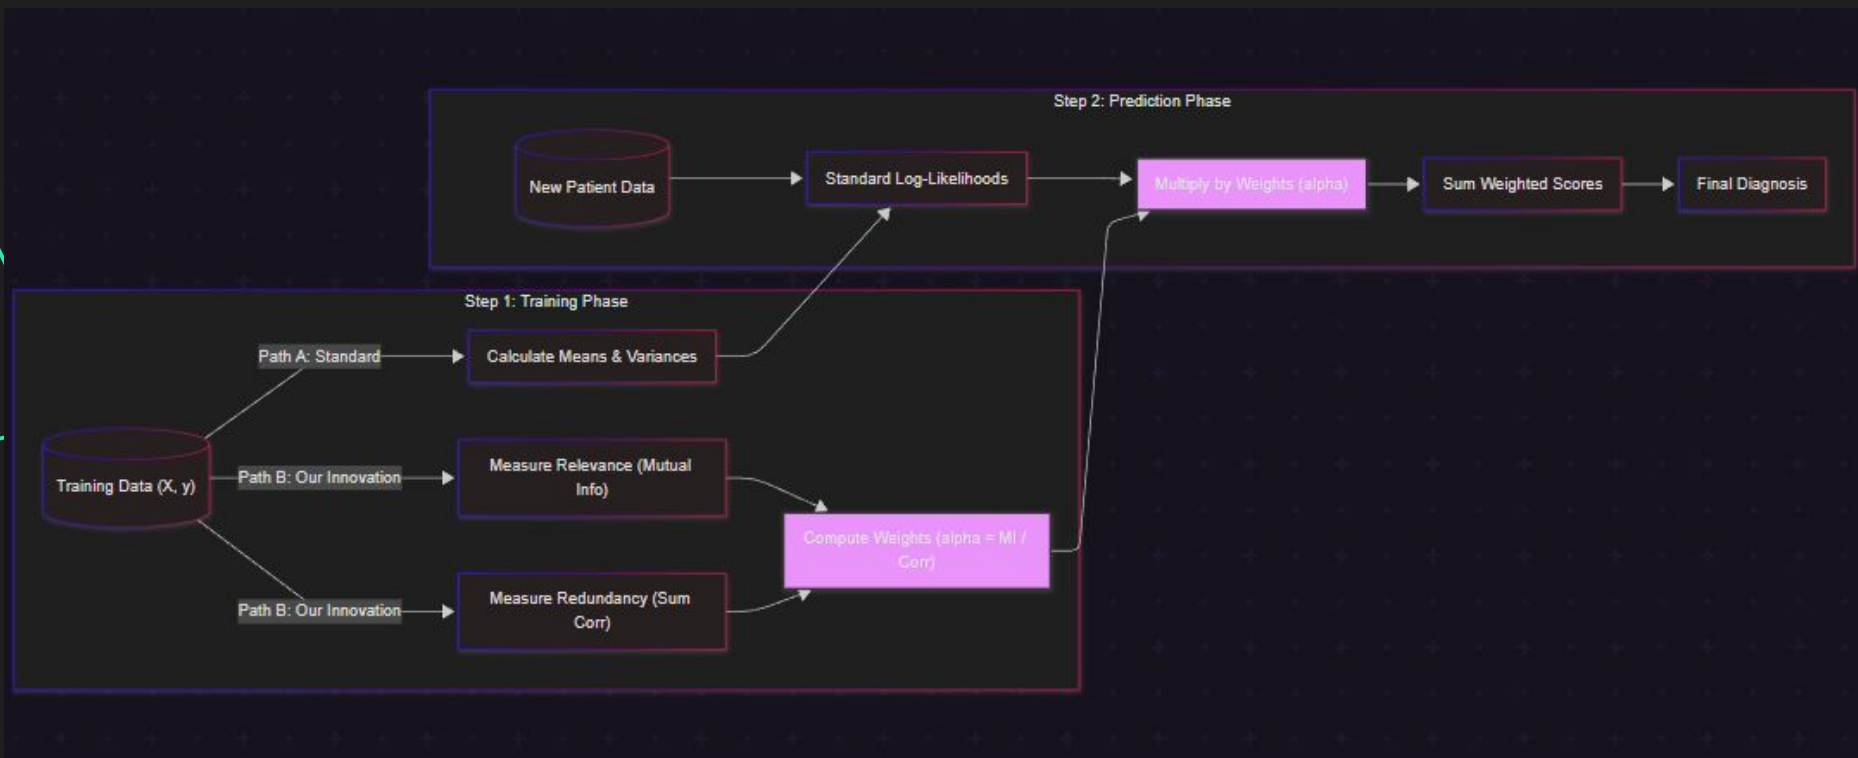 Step 2: Prediction Phase
New Patient Data
Standard Log-Likelihoods
Multiply by Weights (alpha)
Sum Weighted Scores
Final Diagnosis
Step 1: Training Phase
Path A: Standard
Calculate Means & Variances
Training Data (X, y)
Path B: Our Innovation
Measure Relevance (Mutual
Info)
Compute Weights (alpha = MI /
Corr)
Path B: Our Innovation
Measure Redundancy (Sum
Corr)